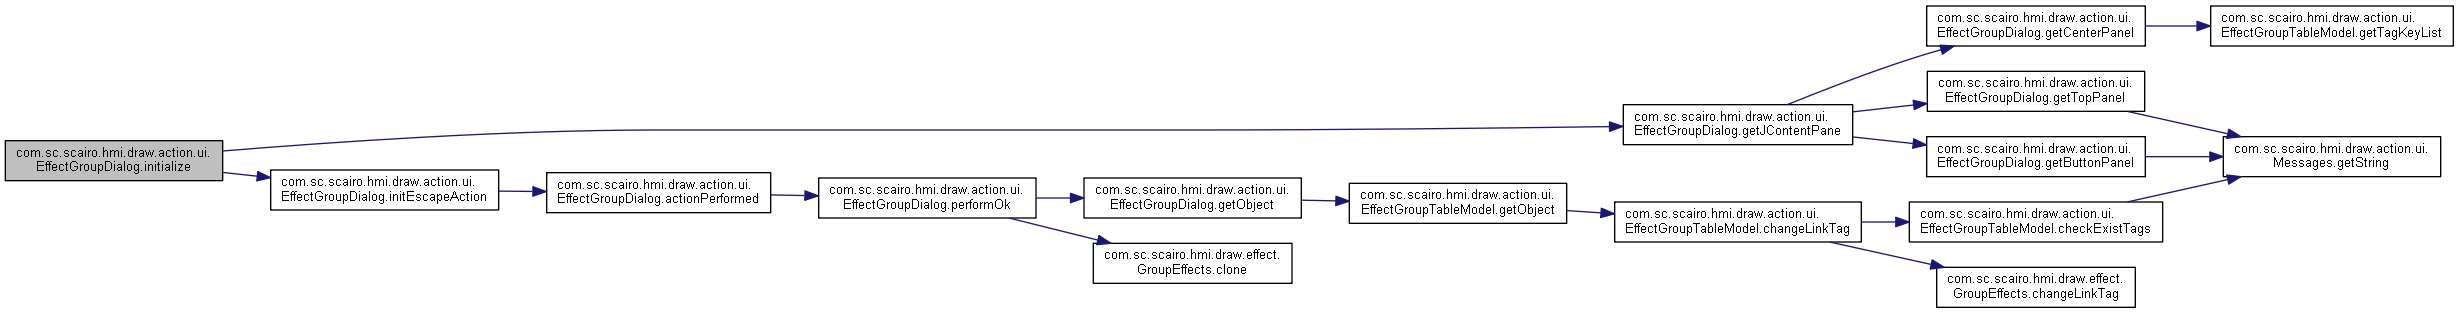 com.sc.scairo.hmi.draw.action.ui.
EffectGroupDialog.initialize
com.sc.scairo.hmi.draw.action.ui.
EffectGroupDialog.initEscapeAction
com.sc.scairo.hmi.draw.action.ui.
EffectGroupDialog.actionPerformed
com.sc.scairo.hmi.draw.action.ui.
EffectGroupDialog.performOk
com.sc.scairo.hmi.draw.action.ui.
EffectGroupDialog.getObject
com.sc.scairo.hmi.draw.effect.
GroupEffects.clone
com.sc.scairo.hmi.draw.action.ui.
EffectGroupTableModel.getObject
com.sc.scairo.hmi.draw.action.ui.
EffectGroupTableModel.changeLinkTag
com.sc.scairo.hmi.draw.action.ui.
EffectGroupDialog.getJContentPane
com.sc.scairo.hmi.draw.action.ui.
EffectGroupDialog.getCenterPanel
com.sc.scairo.hmi.draw.action.ui.
EffectGroupDialog.getTopPanel
com.sc.scairo.hmi.draw.action.ui.
EffectGroupDialog.getButtonPanel
com.sc.scairo.hmi.draw.action.ui.
EffectGroupTableModel.checkExistTags
com.sc.scairo.hmi.draw.effect.
GroupEffects.changeLinkTag
com.sc.scairo.hmi.draw.action.ui.
EffectGroupTableModel.getTagKeyList
com.sc.scairo.hmi.draw.action.ui.
Messages.getString